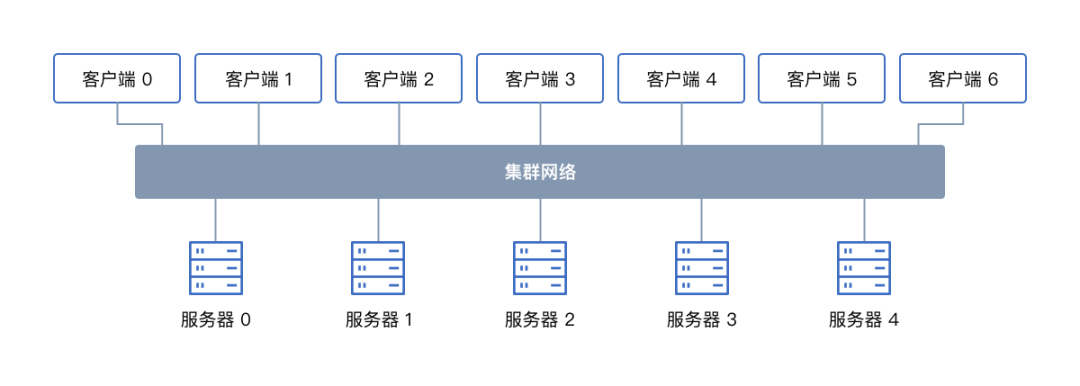 客户端 0
客户端 1
客户端 2
客户端 3
客户端 4
客户端 5
客户端 6
集群网络
服务器 0
服务器 1
服务器 2
服务器 3
服务器 4